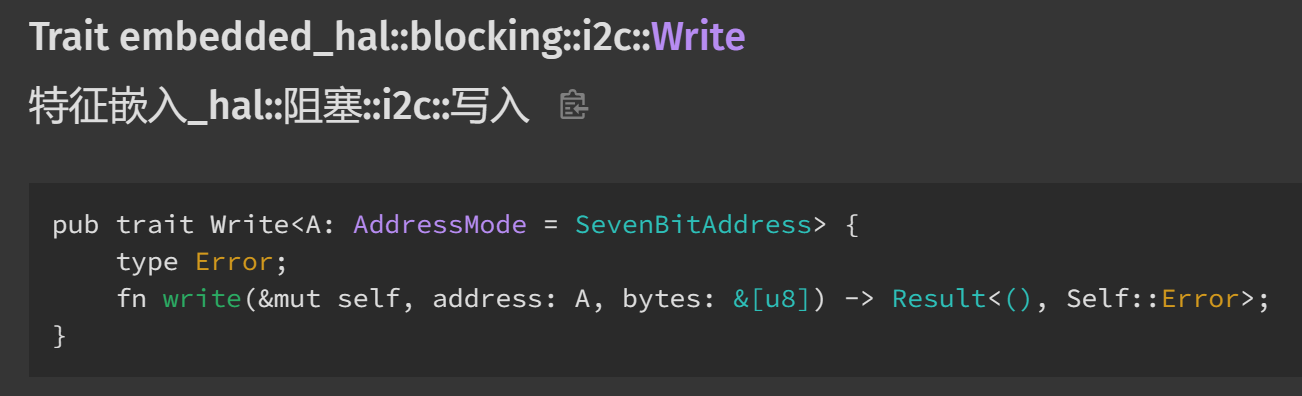 Trait embedded_hal::blocking::i2c::Write
特征嵌入_hal::阻塞::i2c::写入
pub trait Write<A: AddressMode = SevenBitAddress> {
    type Error;
    fn write(&mut self, address: A, bytes: &[u8]) -> Result<(), Self::Error>;
}